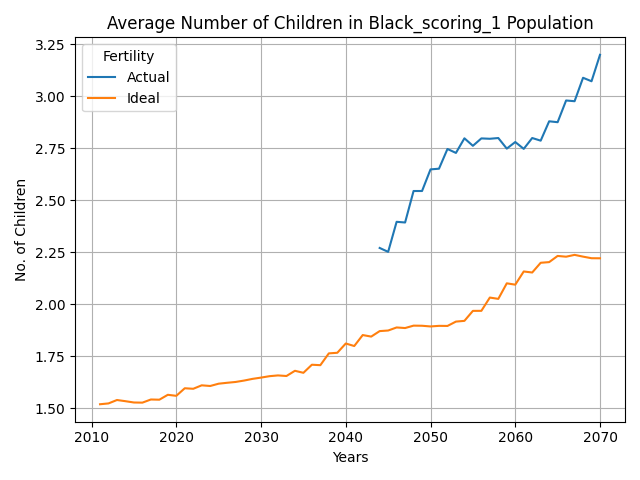 Average Number of Children in Black_scoring_1 Population
Fertility
Actual
Ideal
No. of Children
3.25
3.00
2.75
2.50
2.25
2.00
1.75
1.50
2010 2020 2030 2040 2050 2060 2070
Years